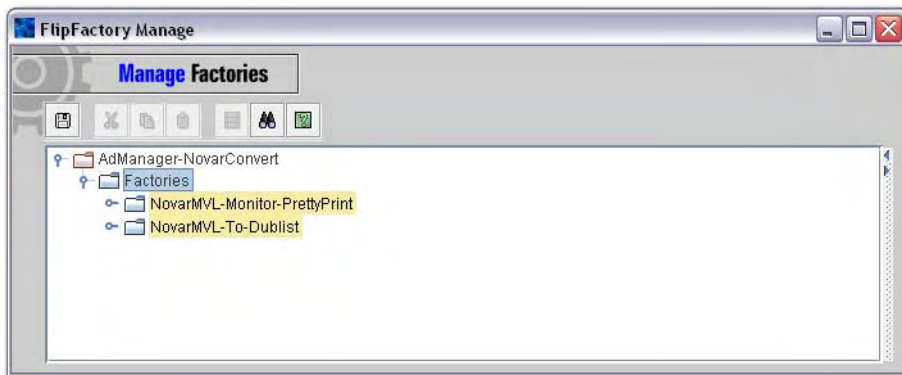 FlipFactory Manage
Manage Factories
AdManager-NovarConvert
Factories
NovarMVL-Monitor-PrettyPrint
NovarMVL-To-Dublist